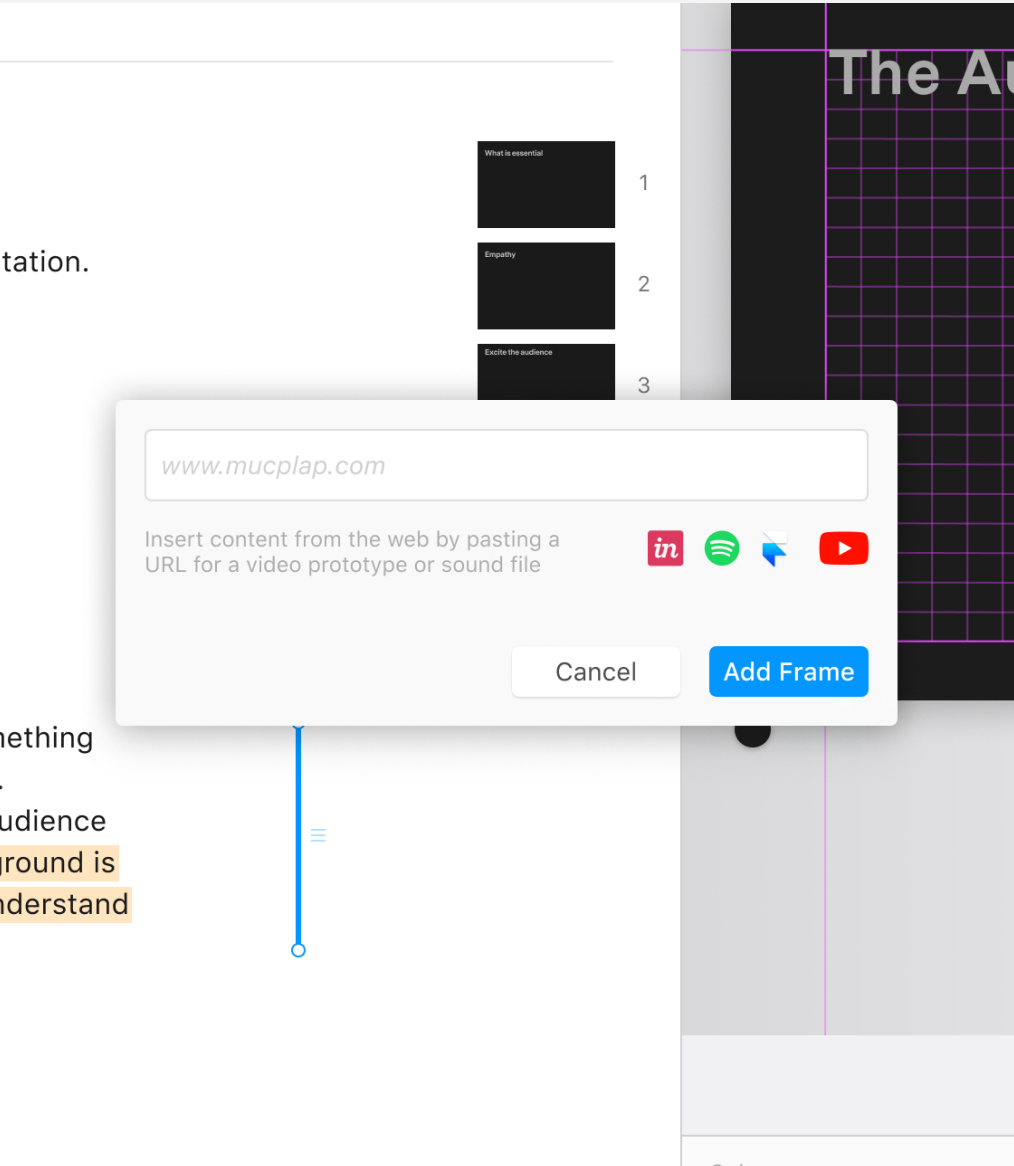 The Au
What is essential
1
tation.
Empathy
2
Excite the audience
3
www.mucplap.com
Insert content from the web by pasting a
URL for a video prototype or sound file
in
Cancel
Add Frame
nething
.
udience
ground is
nderstand